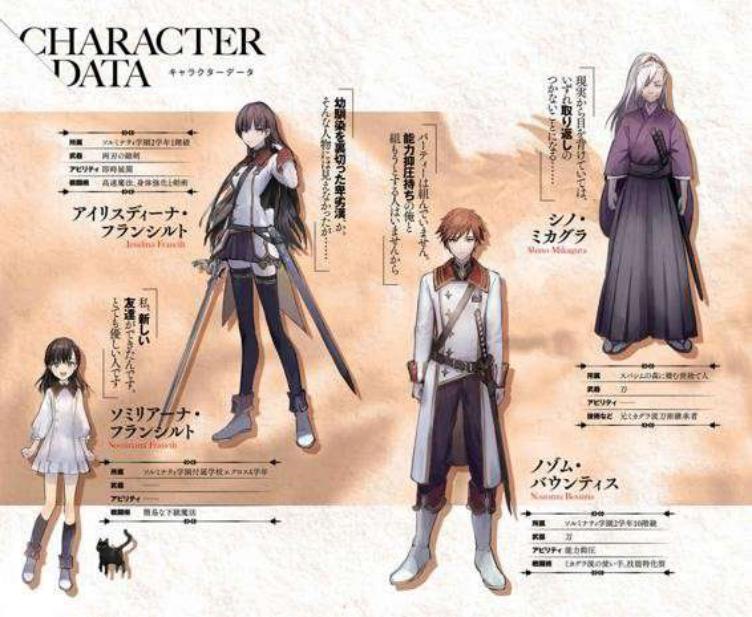 CHARACTER
DATA
キャラクターデータ
所属 ソルミナティ学園2学年1階級
武器 両刃の細剣
アビリティ 即時展開
戦闘術 高速魔法、身体強化と剣術
アイリスディーナ・
フランシルト
幼馴染を裏切った卑劣漢、か。
そんな人物には見えなかったが……
パーティーは組んでいません。
能力抑圧持ちの俺と
組もうとする人はいませんから
現実から目を背けていては、
いずれ取り返しの
つかないことになる……
シノ・
ミカグラ
Shino Mikagura
所属 スパシムの森に棲む世捨て人
武器 刀
アビリティ ――
技術など 元ミカグラ流刀術継承者
私、新しい
友達ができたんです。
とても優しい人です
ソミリアーナ・
フランシルト
所属 ソルミナティ学園付属学校エクロスA学年
武器 ――
アビリティ ――
戦闘術 簡易な下級魔法
ノゾム・
バウンティス
Nozomu Bountis
所属 ソルミナティ学園2学年10階級
武器 刀
アビリティ 能力抑圧
戦闘術 ミカグラ流の使い手、技能特化型